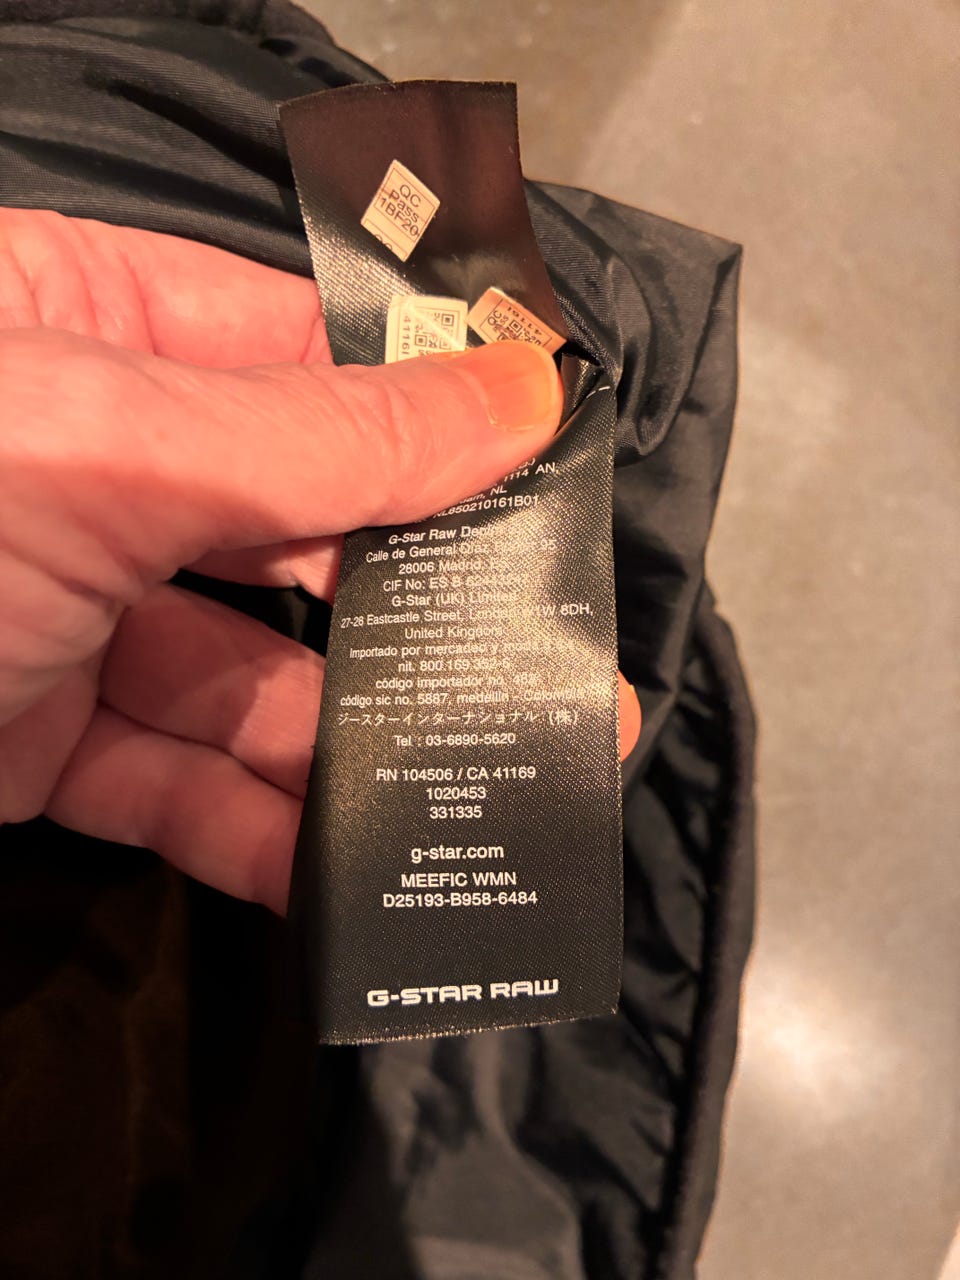 QC
Pass
1BF20
1114 AN,
NL
NL850210161B01
G-Star Raw
Calle de General Díaz
28006 Madrid,
CIF No: ES B
G-Star (UK) Limited
27-28 Eastcastle Street, London W1W 8DH,
United Kingdom
Importado por mercadeo y
nit. 800.169.352-5
código importador no.
código sic no. 5887, medellin - Colombia
ジースターインターナショナル (株)
Tel : 03-6890-5620
RN 104506 / CA 41169
1020453
331335
g-star.com
MEEFIC WMN
D25193-B958-6484
G-STAR RAW